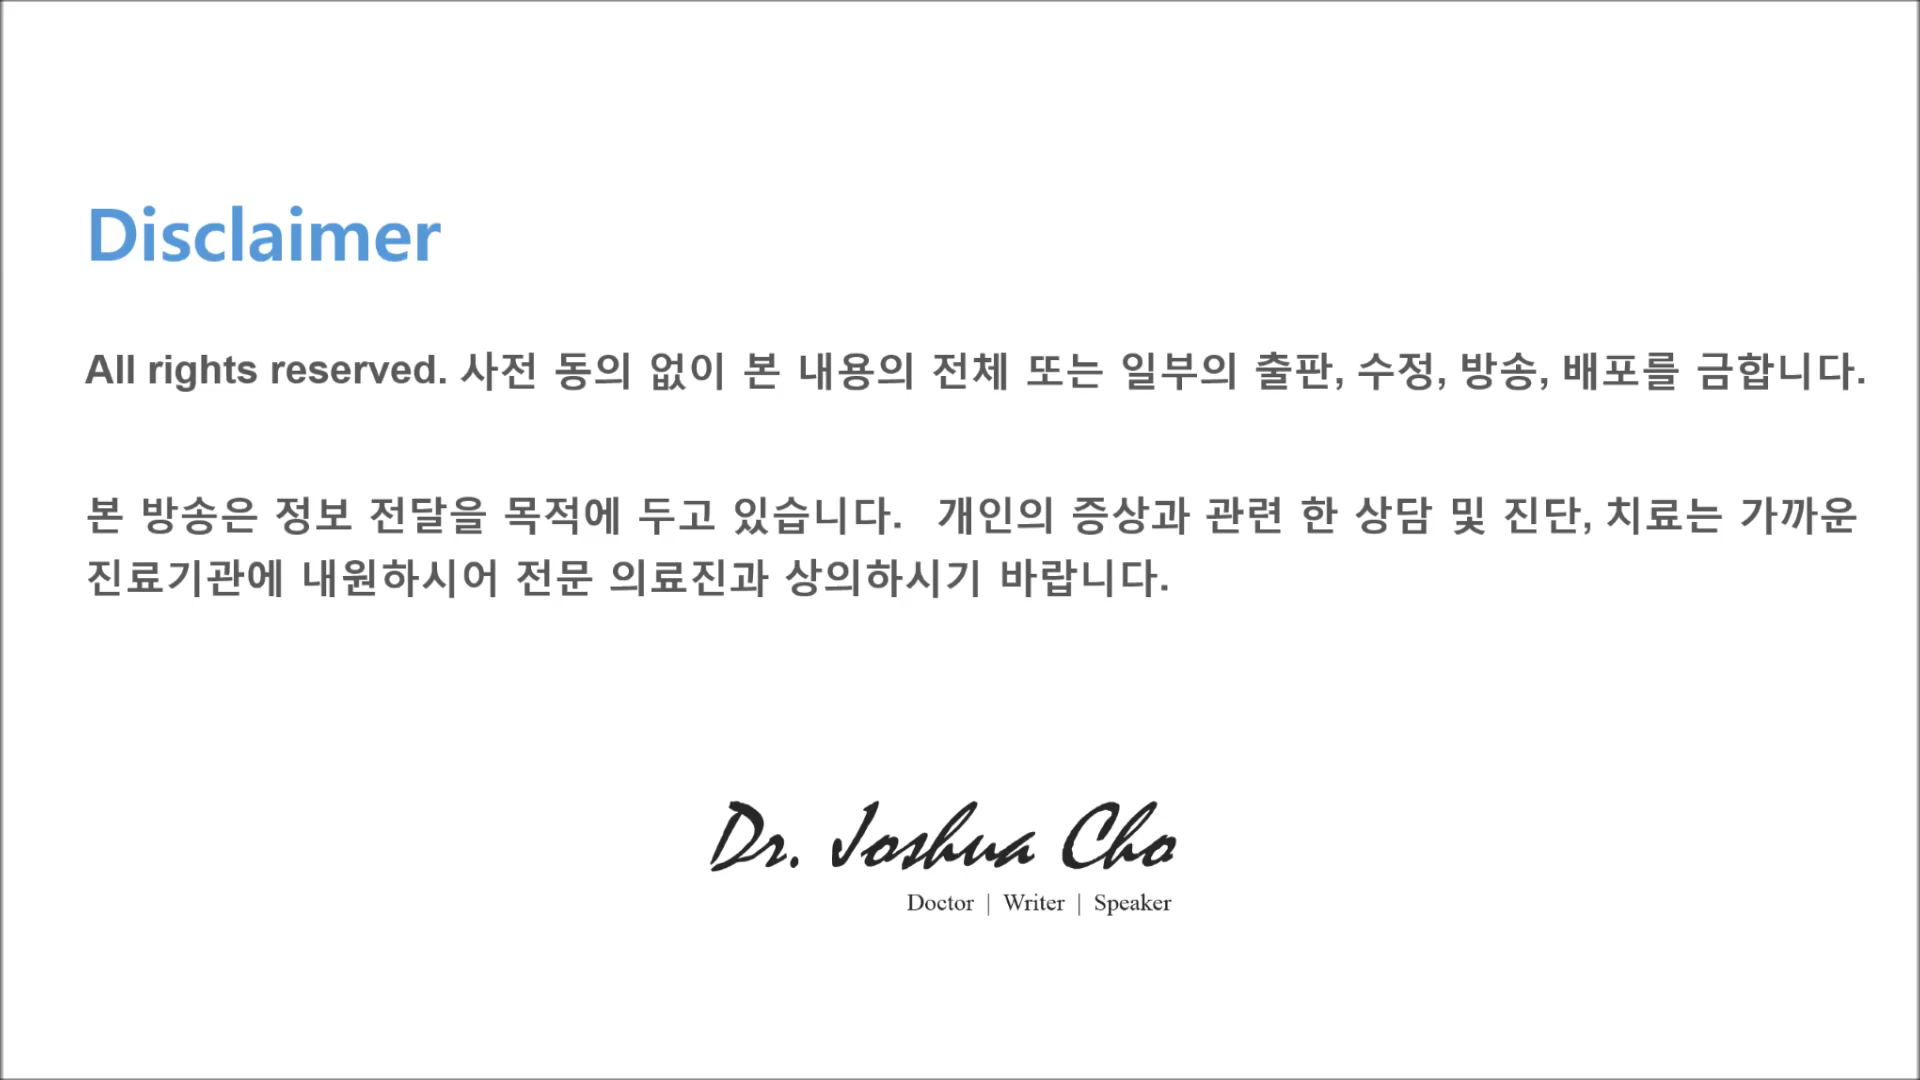 Disclaimer
All rights reserved. 사전 동의 없이 본 내용의 전체 또는 일부의 출판, 수정, 방송, 배포를 금합니다.
본 방송은 정보 전달을 목적에 두고 있습니다. 개인의 증상과 관련 한 상담 및 진단, 치료는 가까운
진료기관에 내원하시어 전문 의료진과 상의하시기 바랍니다.
Dr. Joshua Cho
Doctor | Writer | Speaker